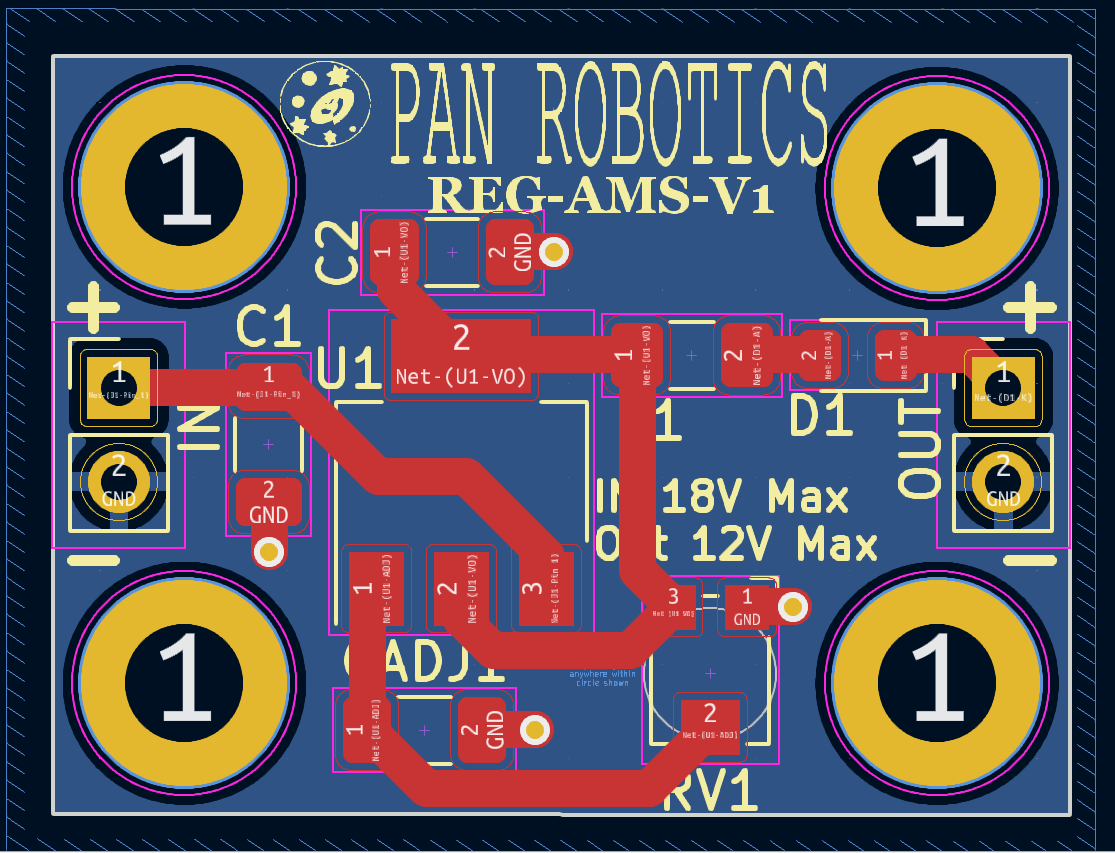 PAN ROBOTICS
REG-AMS-V1
1
1
C2
1
Net-(U1-VO)
2
GND
+
+
C1
U1
2
Net-(U1-VO)
1
Net-(U1-VO)
2
Net-(D1-A)
2
Net-(D1-A)
1
Net-(D1-K)
1
Net-(J1-Pin_1)
1
Net-(J1-Pin_1)
1
Net-(D1-K)
IN
1
D1
OUT
2
GND
2
GND
2
GND
IN 18V Max
Out 12V Max
1
Net-(U1-ADJ)
2
Net-(U1-VO)
3
Net-(J1-Pin_1)
3
Net-(U1-VO)
1
GND
CADJ1
anywhere within
circle shown
1
1
1
Net-(U1-ADJ)
2
GND
2
Net-(U1-ADJ)
RV1